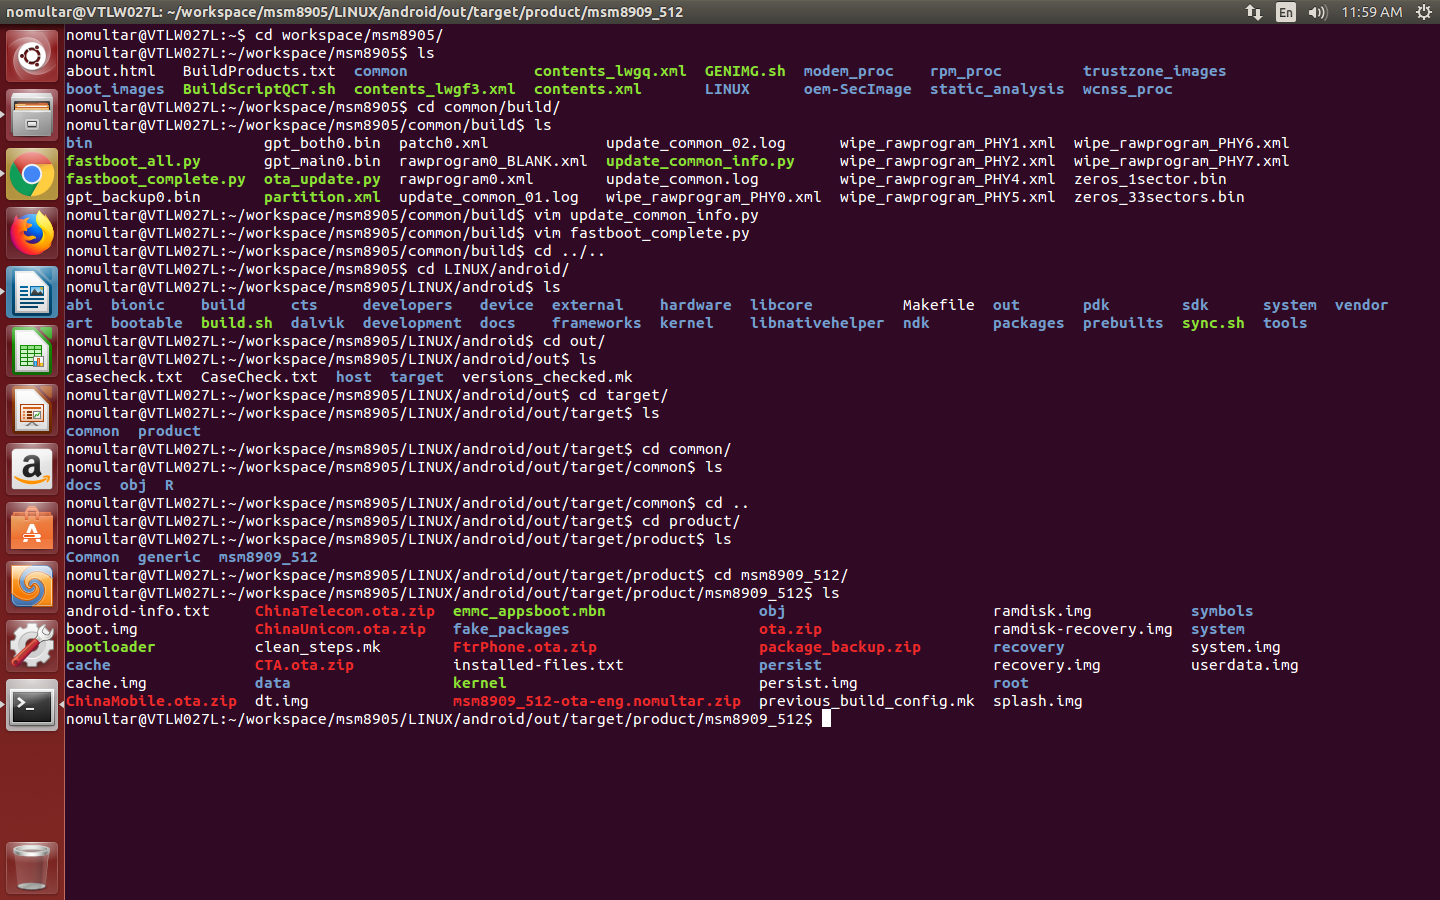 nomultar@VTLW027L: ~/workspace/msm8905/LINUX/android/out/target/product/msm8909_512 En 11:59 AM
nomultar@VTLW027L:~$ cd workspace/msm8905/
nomultar@VTLW027L:~/workspace/msm8905$ ls
about.html BuildProducts.txt common contents_lwgq.xml GENIMG.sh modem_proc rpm_proc trustzone_images
boot_images BuildScriptQCT.sh contents_lwgf3.xml contents.xml LINUX oem-SecImage static_analysis wcnss_proc
nomultar@VTLW027L:~/workspace/msm8905$ cd common/build/
nomultar@VTLW027L:~/workspace/msm8905/common/build$ ls
bin gpt_both0.bin patch0.xml update_common_02.log wipe_rawprogram_PHY1.xml wipe_rawprogram_PHY6.xml
fastboot_all.py gpt_main0.bin rawprogram0_BLANK.xml update_common_info.py wipe_rawprogram_PHY2.xml wipe_rawprogram_PHY7.xml
fastboot_complete.py ota_update.py rawprogram0.xml update_common.log wipe_rawprogram_PHY4.xml zeros_1sector.bin
gpt_backup0.bin partition.xml update_common_01.log wipe_rawprogram_PHY0.xml wipe_rawprogram_PHY5.xml zeros_33sectors.bin
nomultar@VTLW027L:~/workspace/msm8905/common/build$ vim update_common_info.py
nomultar@VTLW027L:~/workspace/msm8905/common/build$ vim fastboot_complete.py
nomultar@VTLW027L:~/workspace/msm8905/common/build$ cd ../..
nomultar@VTLW027L:~/workspace/msm8905$ cd LINUX/android/
nomultar@VTLW027L:~/workspace/msm8905/LINUX/android$ ls
abi bionic build cts developers device external hardware libcore Makefile out pdk sdk system vendor
art bootable build.sh dalvik development docs frameworks kernel libnativehelper ndk packages prebuilts sync.sh tools
nomultar@VTLW027L:~/workspace/msm8905/LINUX/android$ cd out/
nomultar@VTLW027L:~/workspace/msm8905/LINUX/android/out$ ls
casecheck.txt CaseCheck.txt host target versions_checked.mk
nomultar@VTLW027L:~/workspace/msm8905/LINUX/android/out$ cd target/
nomultar@VTLW027L:~/workspace/msm8905/LINUX/android/out/target$ ls
common product
nomultar@VTLW027L:~/workspace/msm8905/LINUX/android/out/target$ cd common/
nomultar@VTLW027L:~/workspace/msm8905/LINUX/android/out/target/common$ ls
docs obj R
nomultar@VTLW027L:~/workspace/msm8905/LINUX/android/out/target/common$ cd ..
nomultar@VTLW027L:~/workspace/msm8905/LINUX/android/out/target$ cd product/
nomultar@VTLW027L:~/workspace/msm8905/LINUX/android/out/target/product$ ls
Common generic msm8909_512
nomultar@VTLW027L:~/workspace/msm8905/LINUX/android/out/target/product$ cd msm8909_512/
nomultar@VTLW027L:~/workspace/msm8905/LINUX/android/out/target/product/msm8909_512$ ls
android-info.txt ChinaTelecom.ota.zip emmc_appsboot.mbn obj ramdisk.img symbols
boot.img ChinaUnicom.ota.zip fake_packages ota.zip ramdisk-recovery.img system
bootloader clean_steps.mk FtrPhone.ota.zip package_backup.zip recovery system.img
cache CTA.ota.zip installed-files.txt persist recovery.img userdata.img
cache.img data kernel persist.img root
ChinaMobile.ota.zip dt.img msm8909_512-ota-eng.nomultar.zip previous_build_config.mk splash.img
nomultar@VTLW027L:~/workspace/msm8905/LINUX/android/out/target/product/msm8909_512$